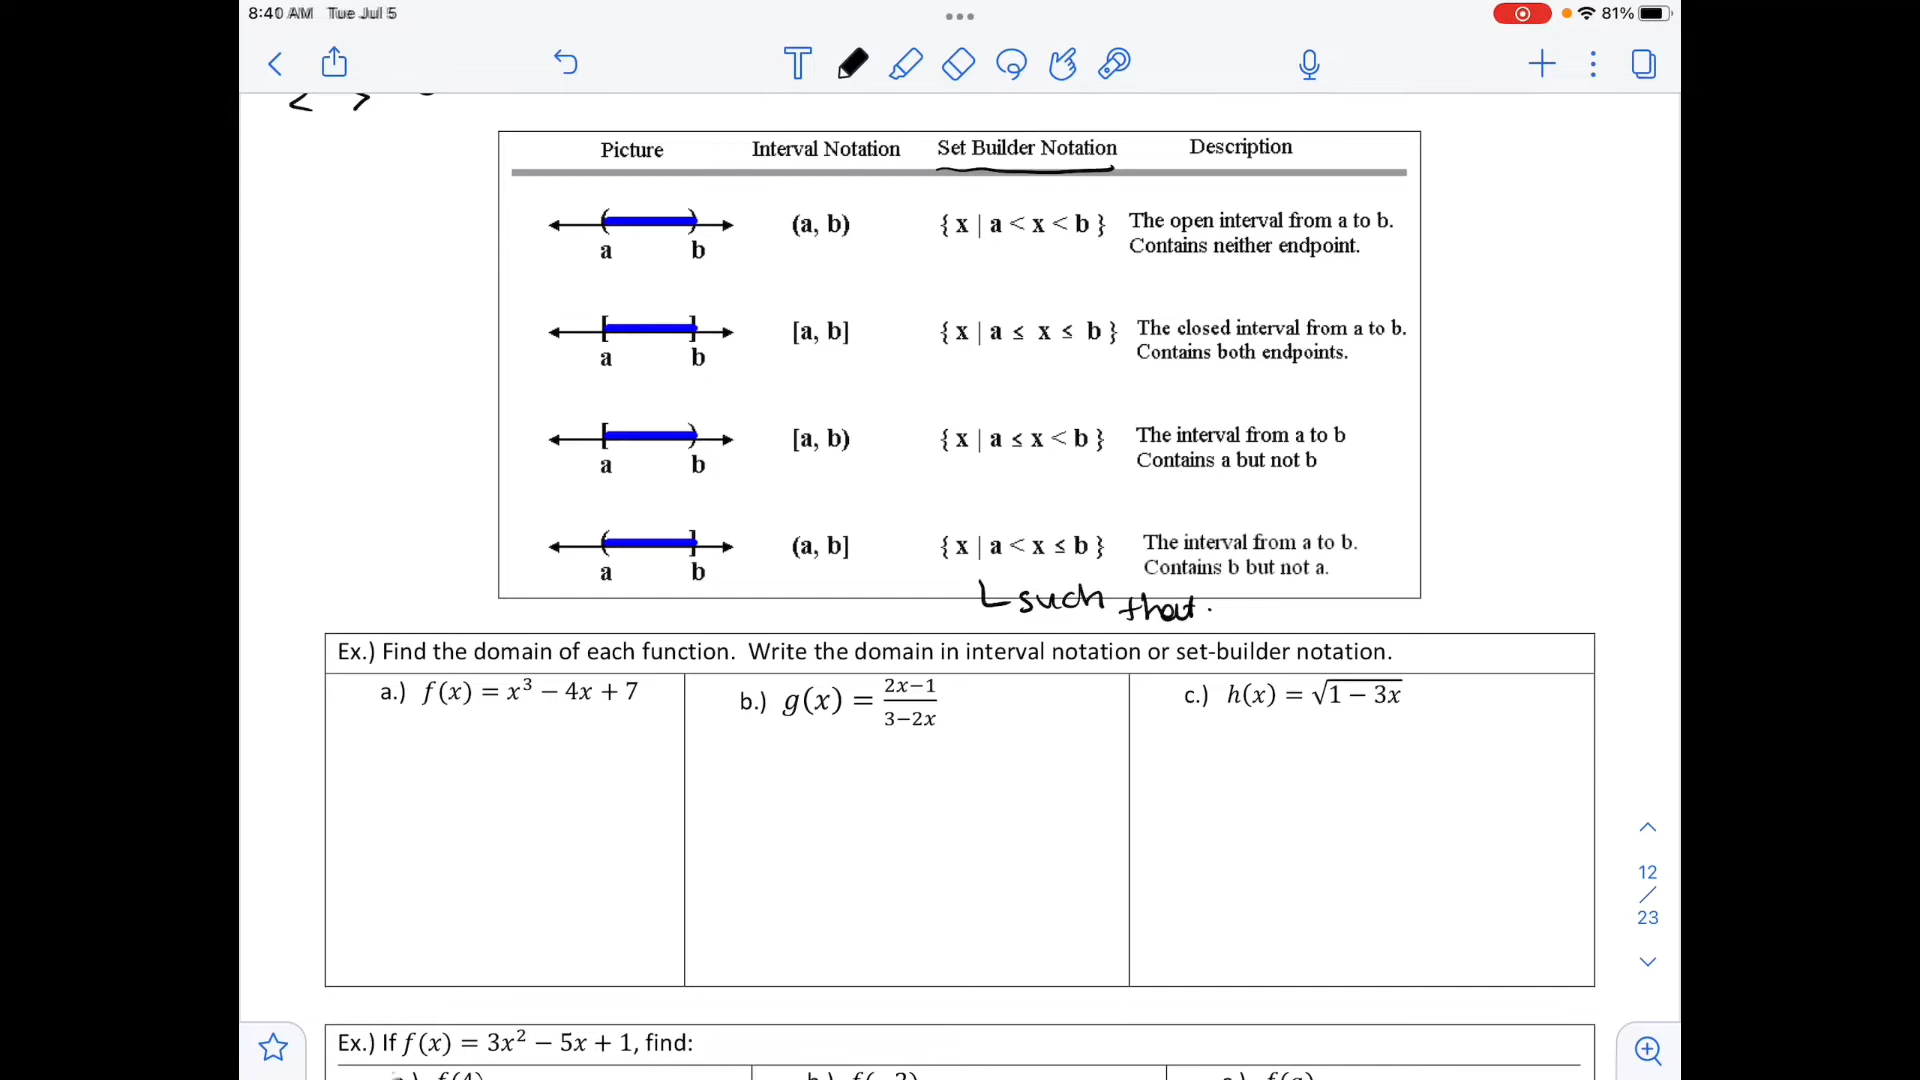 8:40 AM Tue Jul 5
81%
T
Picture Interval Notation Set Builder Notation Description
( ) a b (a, b) { x | a < x < b } The open interval from a to b.
Contains neither endpoint.
[ ] a b [a, b] { x | a ≤ x ≤ b } The closed interval from a to b.
Contains both endpoints.
[ ) a b [a, b) { x | a ≤ x < b } The interval from a to b
Contains a but not b
( ] a b (a, b] { x | a < x ≤ b } The interval from a to b.
Contains b but not a.
such that.
Ex.) Find the domain of each function. Write the domain in interval notation or set-builder notation.
a.) f(x) = x³ − 4x + 7
b.) g(x) = 2x−1 / 3−2x
c.) h(x) = √1 − 3x
12
/
23
Ex.) If f(x) = 3x² − 5x + 1, find: